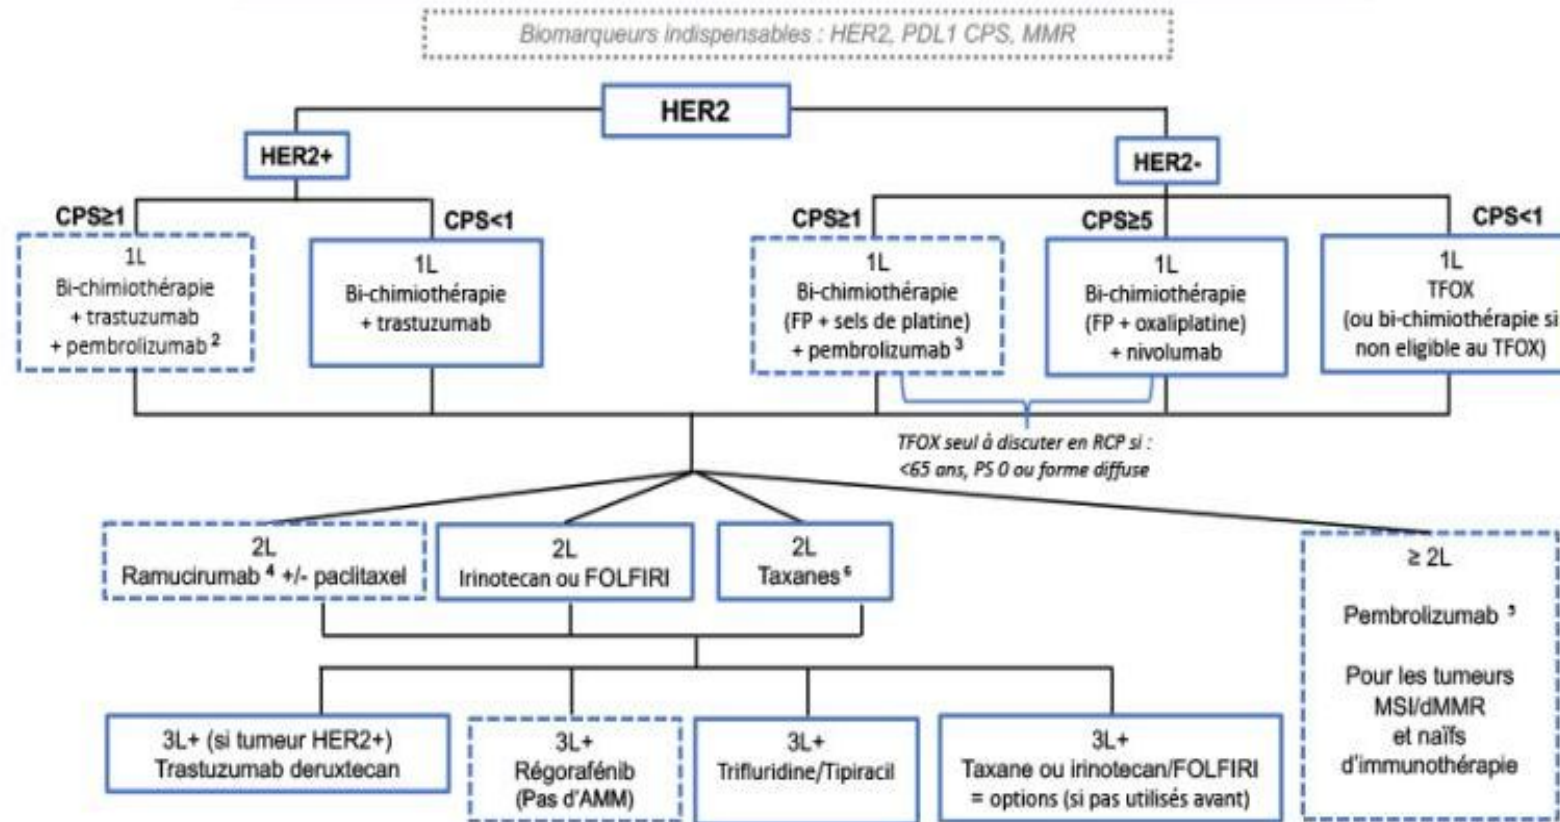 Biomarqueurs indispensables : HER2, PDL1 CPS, MMR
HER2
HER2+
HER2-
CPS≥1
CPS<1
CPS≥1
CPS≥5
CPS<1
1L
Bi-chimiothérapie
+ trastuzumab
+ pembrolizumab ²
1L
Bi-chimiothérapie
+ trastuzumab
1L
Bi-chimiothérapie
(FP + sels de platine)
+ pembrolizumab ³
1L
Bi-chimiothérapie
(FP + oxaliplatine)
+ nivolumab
1L
TFOX
(ou bi-chimiothérapie si
non eligible au TFOX)
TFOX seul à discuter en RCP si :
<65 ans, PS 0 ou forme diffuse
2L
Ramucirumab ⁴ +/- paclitaxel
2L
Irinotecan ou FOLFIRI
2L
Taxanes ⁶
≥ 2L
Pembrolizumab
Pour les tumeurs
MSI/dMMR
et naïfs
d'immunothérapie
3L+ (si tumeur HER2+)
Trastuzumab deruxtecan
3L+
Régorafénib
(Pas d'AMM)
3L+
Trifluridine/Tipiracil
3L+
Taxane ou irinotecan/FOLFIRI
= options (si pas utilisés avant)